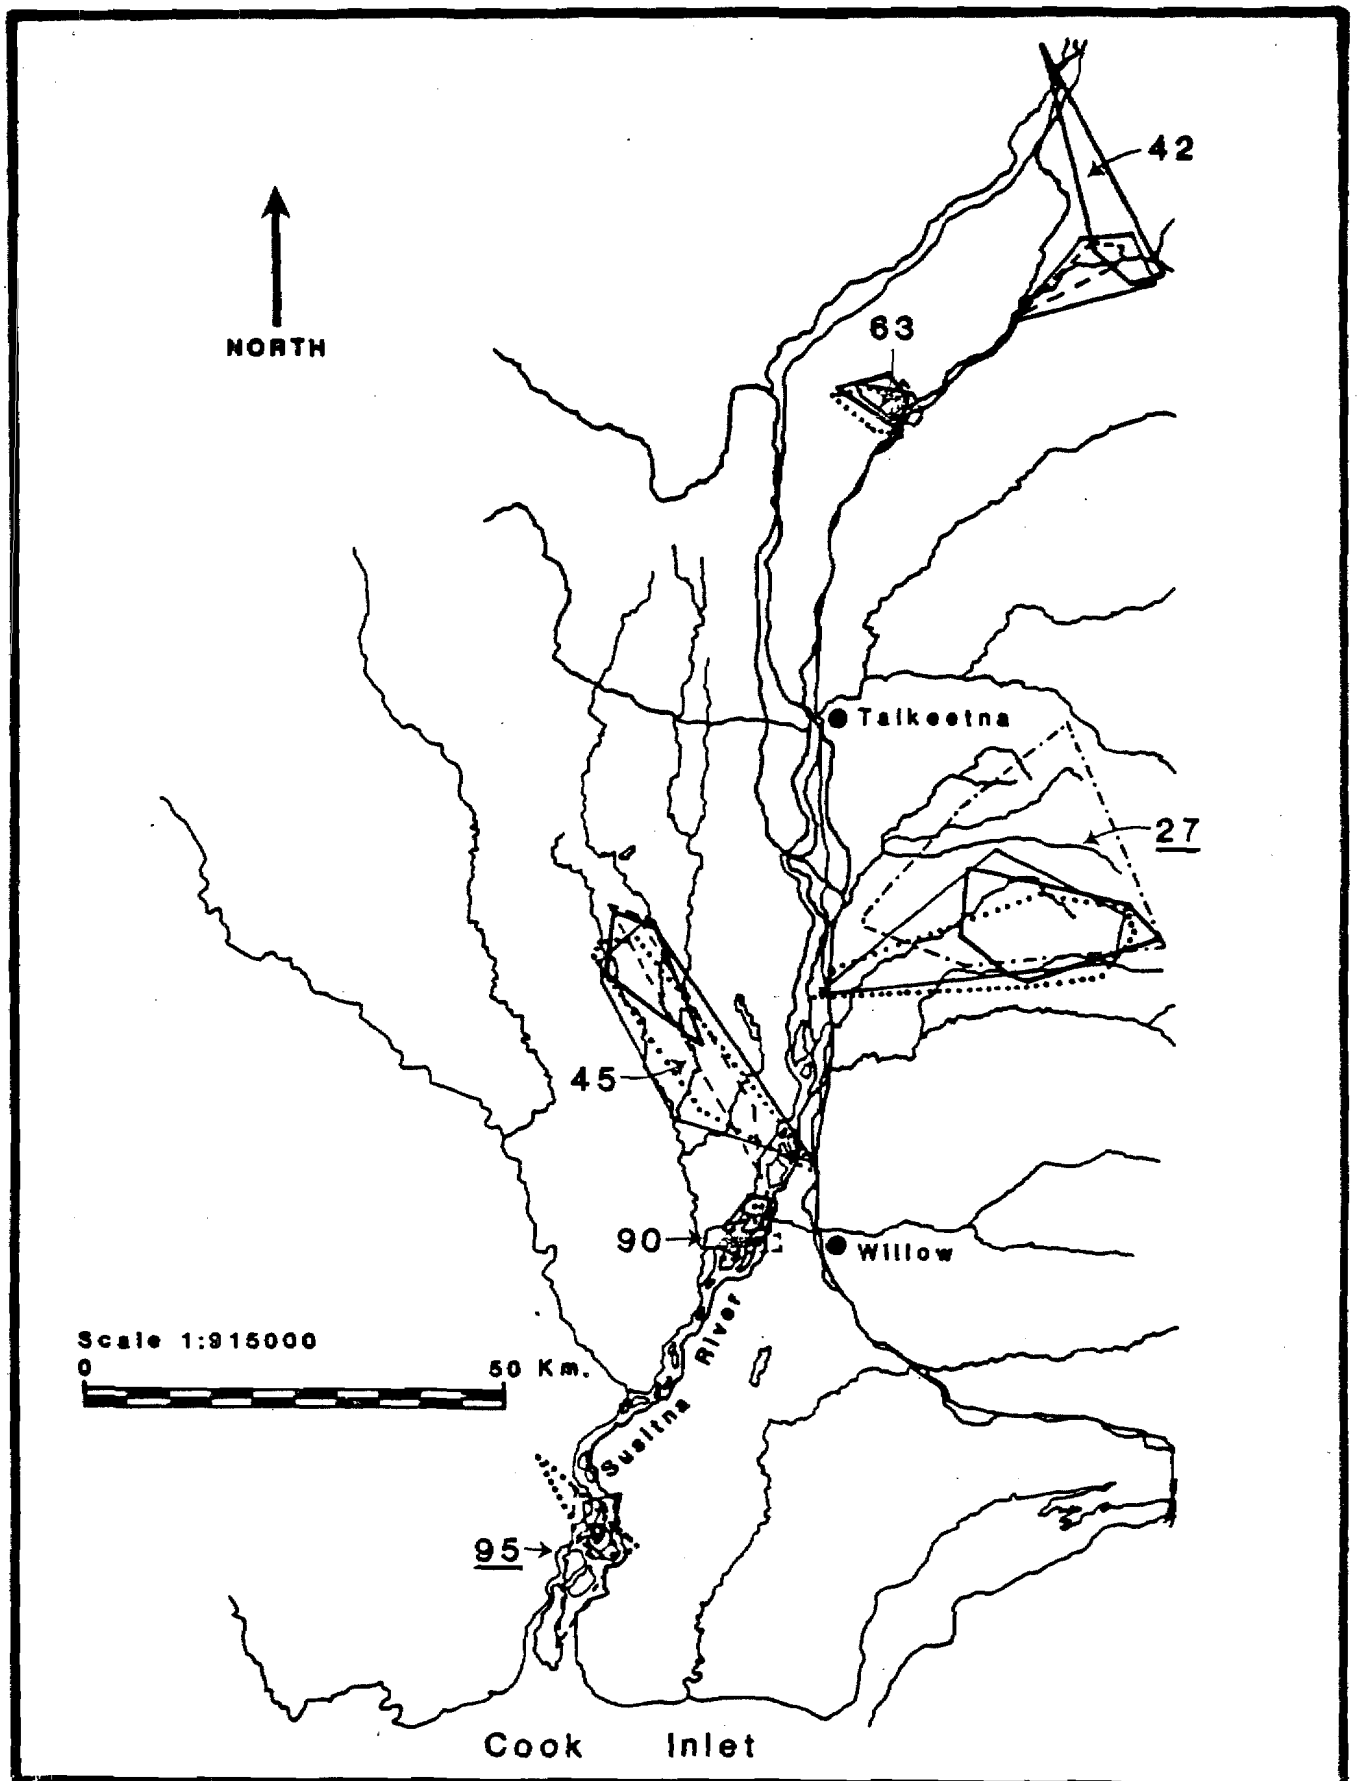 42
63
NORTH
Talkeetna
27
45
90
Willow
Scale 1:915000
0
50 Km.
Susitna River
95
Cook Inlet